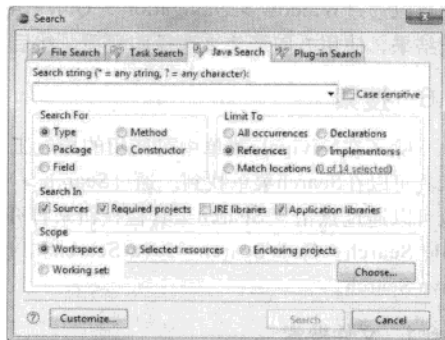 Search
File Search Task Search Java Search Plug-in Search
Search string (* = any string, ? = any character):
Case sensitive
Search For
Type Method
Package Constructor
Field
Limit To
All occurrences Declarations
References Implementors
Match locations (0 of 14 selected)
Search In
Sources Required projects JRE libraries Application libraries
Scope
Workspace Selected resources Enclosing projects
Working set: Choose...
? Customize... Search Cancel